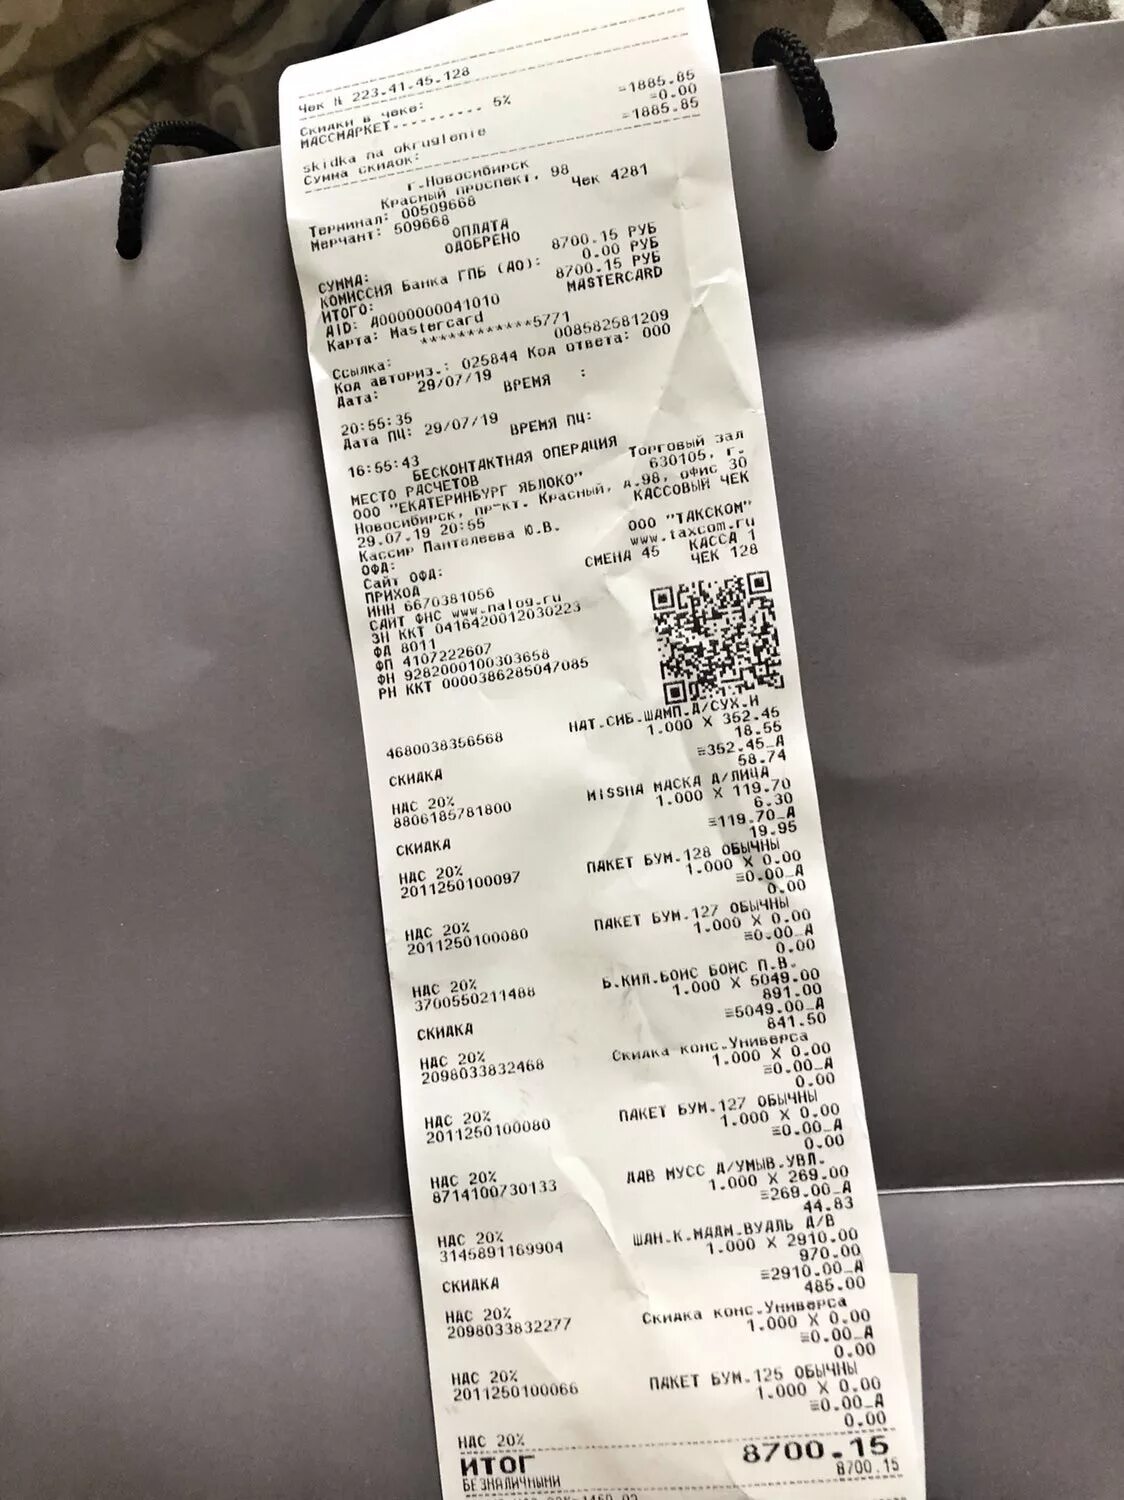 Чек N 223.41.45.128
Скидки в чеке:
МАССМАРКЕТ.......... 5% =1885.85
skidka na okruglenie =0.00
Сумма скидок: =1885.85
г.Новосибирск
Красный проспект, 98
Терминал: 00509668 Чек 4281
Мерчант: 509668
ОПЛАТА
ОДОБРЕНО
СУММА: 8700.15 РУБ
КОМИССИЯ Банка ГПБ (АО): 0.00 РУБ
ИТОГО: 8700.15 РУБ
AID: A0000000041010 MASTERCARD
Карта: Mastercard
************5771
Ссылка: 008582581209
Код авториз.: 025844 Код ответа: 000
Дата: 29/07/19 ВРЕМЯ :
20:55:35
Дата ПЦ: 29/07/19 ВРЕМЯ ПЦ:
16:55:43
БЕСКОНТАКТНАЯ ОПЕРАЦИЯ
МЕСТО РАСЧЕТОВ Торговый зал
ООО "ЕКАТЕРИНБУРГ ЯБЛОКО" 630105, г.
Новосибирск, пр-кт. Красный, д.98, офис 30
29.07.19 20:55 КАССОВЫЙ ЧЕК
Кассир Пантелеева Ю.В.
ОФД: ООО "ТАКСКОМ"
Сайт ОФД: www.taxcom.ru
ПРИХОД СМЕНА 45 КАССА 1
ИНН 6670381056 ЧЕК 128
САЙТ ФНС www.nalog.ru
ЗН ККТ 0416420012030223
ФД 8011
ФП 4107222607
ФН 9282000100303658
РН ККТ 0000386285047085
4680038356568 НАТ.СИБ.ШАМП.Д/СУХ.И
1.000 X 352.45
СКИДКА 18.55
≡352.45_А
НДС 20% 58.74
8806185781800 MISSHA МАСКА Д/ЛИЦА
1.000 X 119.70
СКИДКА 6.30
≡119.70_А
НДС 20% 19.95
2011250100097 ПАКЕТ БУМ.128 ОБЫЧНЫ
1.000 X 0.00
≡0.00_А
НДС 20% 0.00
2011250100080 ПАКЕТ БУМ.127 ОБЫЧНЫ
1.000 X 0.00
≡0.00_А
НДС 20% 0.00
3700550211488 Б.КИЛ.БОИС БОИС П.В.
1.000 X 5049.00
СКИДКА 891.00
≡5049.00_А
НДС 20% 841.50
2098033832468 Скидка конс.Универса
1.000 X 0.00
≡0.00_А
НДС 20% 0.00
2011250100080 ПАКЕТ БУМ.127 ОБЫЧНЫ
1.000 X 0.00
≡0.00_А
НДС 20% 0.00
8714100730133 ДАВ МУСС Д/УМЫВ.УВЛ.
1.000 X 269.00
≡269.00_А
НДС 20% 44.83
3145891169904 ШАН.К.МАДМ.ВУАЛЬ Д/В
1.000 X 2910.00
СКИДКА 970.00
≡2910.00_А
НДС 20% 485.00
2098033832277 Скидка конс.Универса
1.000 X 0.00
≡0.00_А
НДС 20% 0.00
2011250100066 ПАКЕТ БУМ.125 ОБЫЧНЫ
1.000 X 0.00
≡0.00_А
НДС 20% 0.00
ИТОГ 8700.15
БЕЗНАЛИЧНЫМИ 8700.15